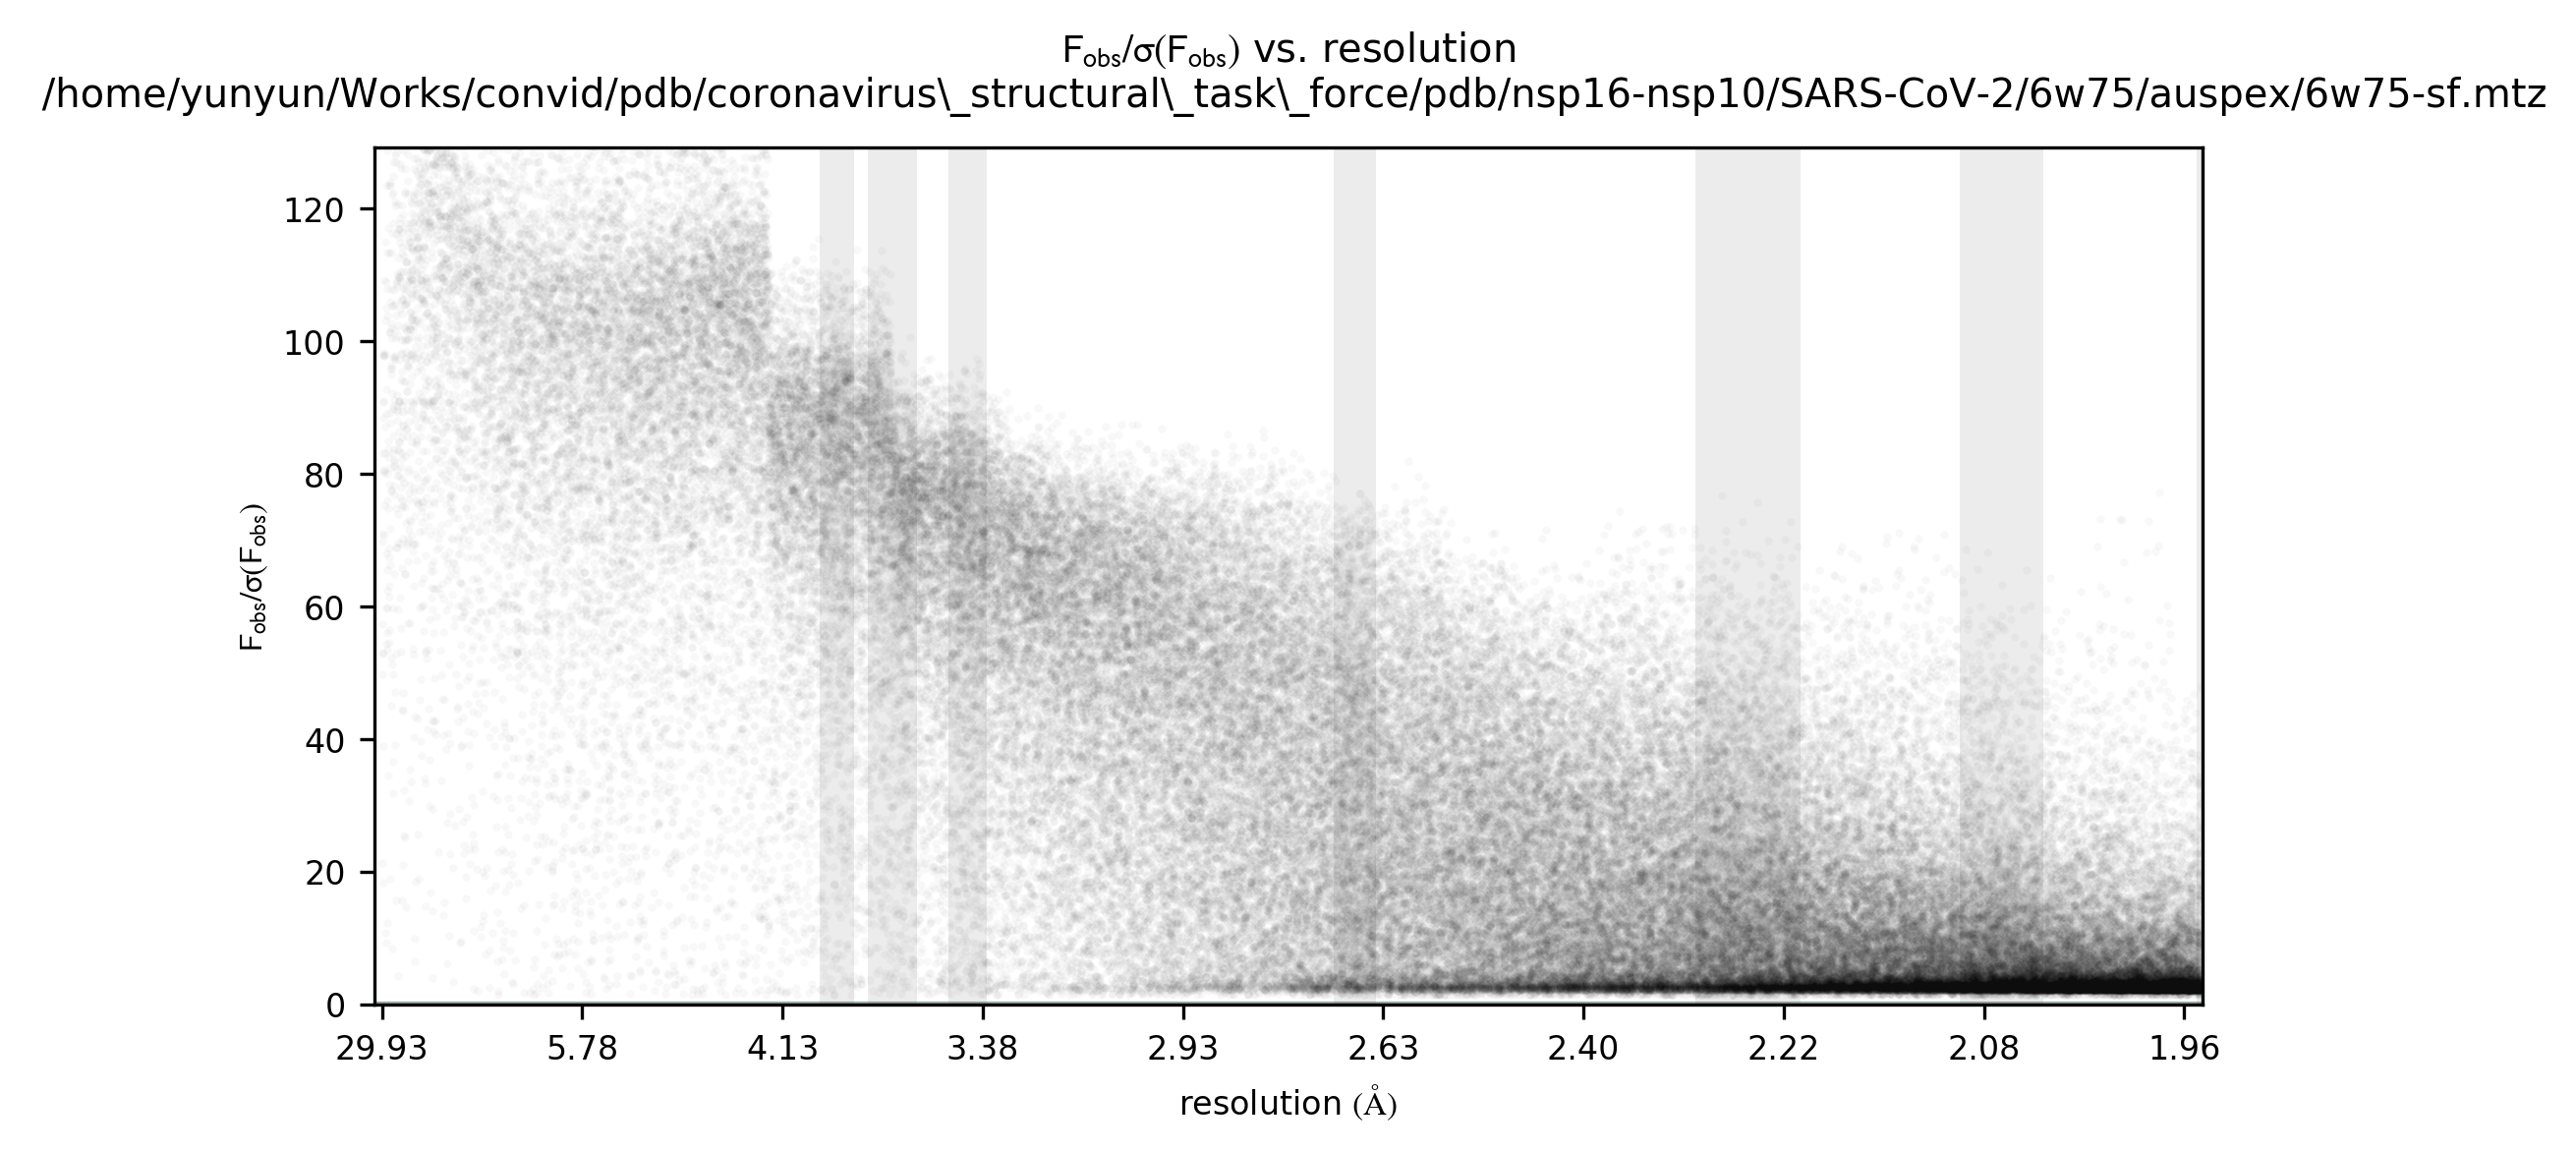 Fobs/σ(Fobs) vs. resolution
/home/yunyun/Works/convid/pdb/coronavirus\_structural\_task\_force/pdb/nsp16-nsp10/SARS-CoV-2/6w75/auspex/6w75-sf.mtz
120
100
80
60
40
20
0
Fobs/σ(Fobs)
29.93 5.78 4.13 3.38 2.93 2.63 2.40 2.22 2.08 1.96
resolution (Å)